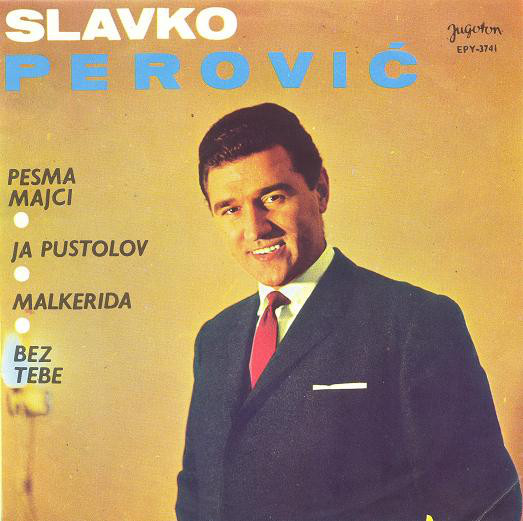 SLAVKO
PEROVIĆ
Jugoton
EPY-3741
PESMA
MAJCI
JA PUSTOLOV
MALKERIDA
BEZ
TEBE